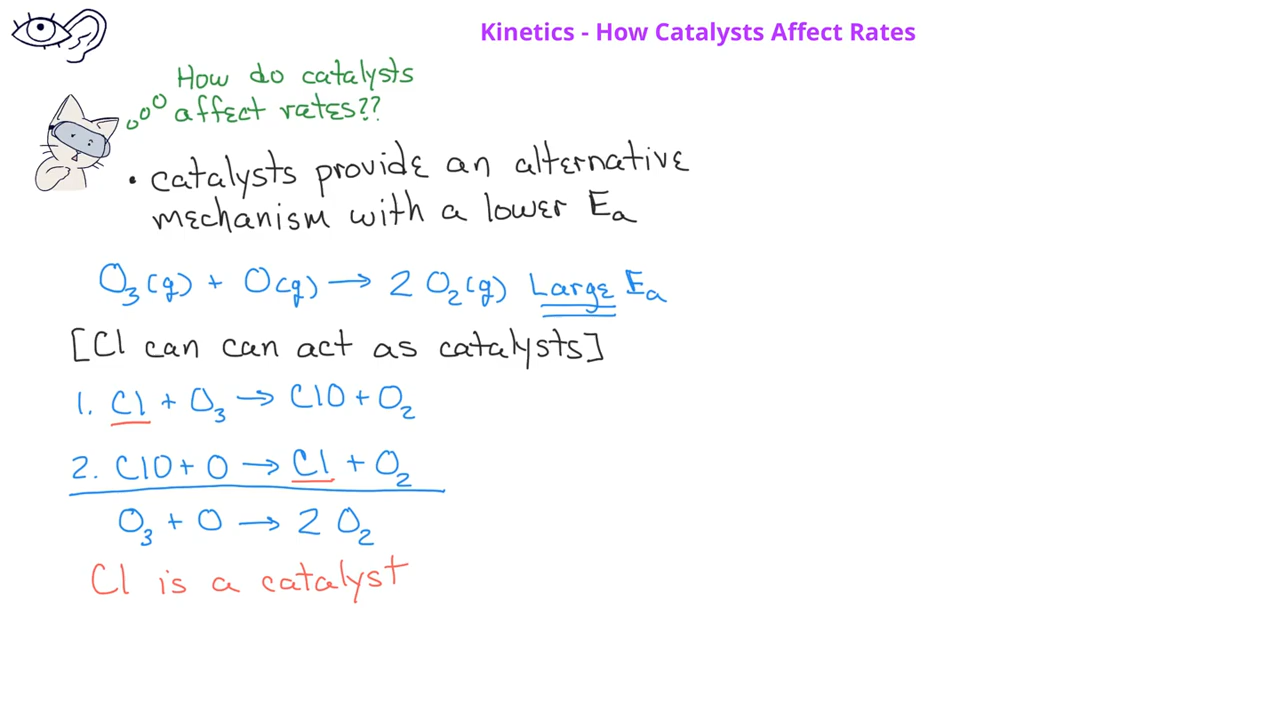 Kinetics - How Catalysts Affect Rates
How do catalysts
affect rates??
• catalysts provide an alternative
mechanism with a lower Eₐ
O₃(g) + O(g) → 2 O₂(g) Large Eₐ
[Cl can can act as catalysts]
1. Cl + O₃ → ClO + O₂
2. ClO + O → Cl + O₂
O₃ + O → 2 O₂
Cl is a catalyst